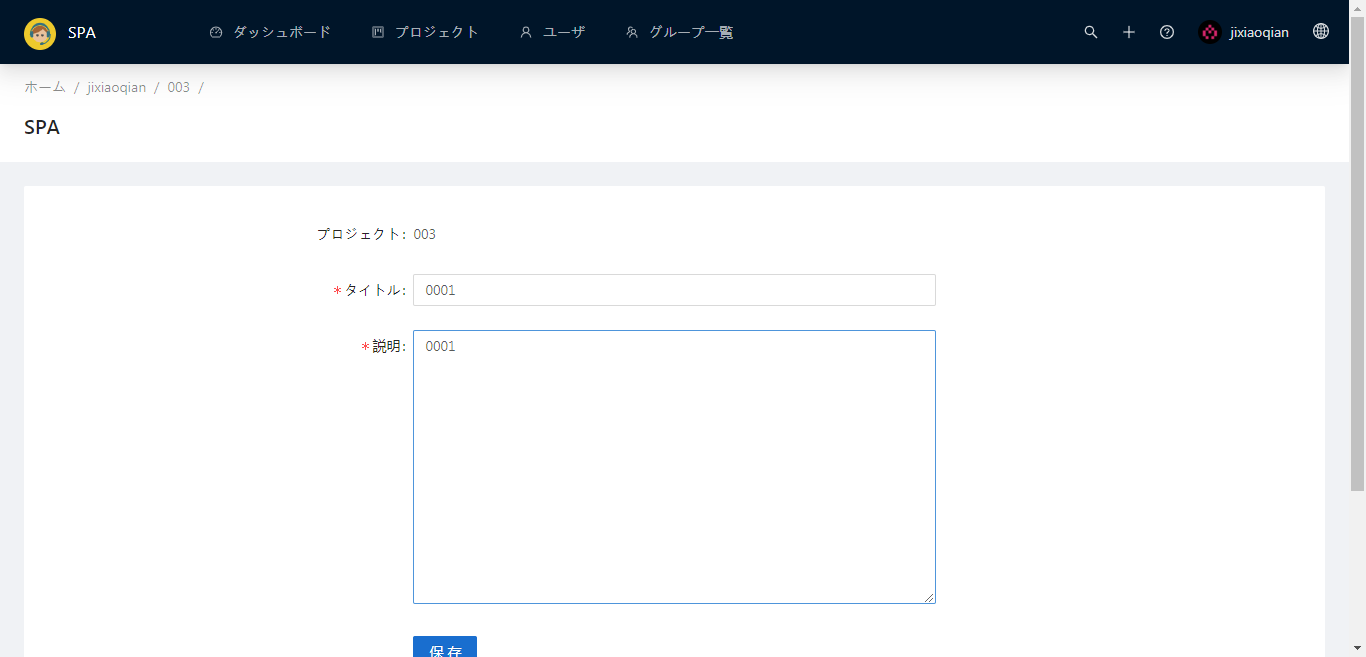 SPA ダッシュボード プロジェクト ユーザ グループ一覧 jixiaoqian
ホーム / jixiaoqian / 003 /
SPA
プロジェクト: 003
*タイトル: 0001
*説明: 0001
保存